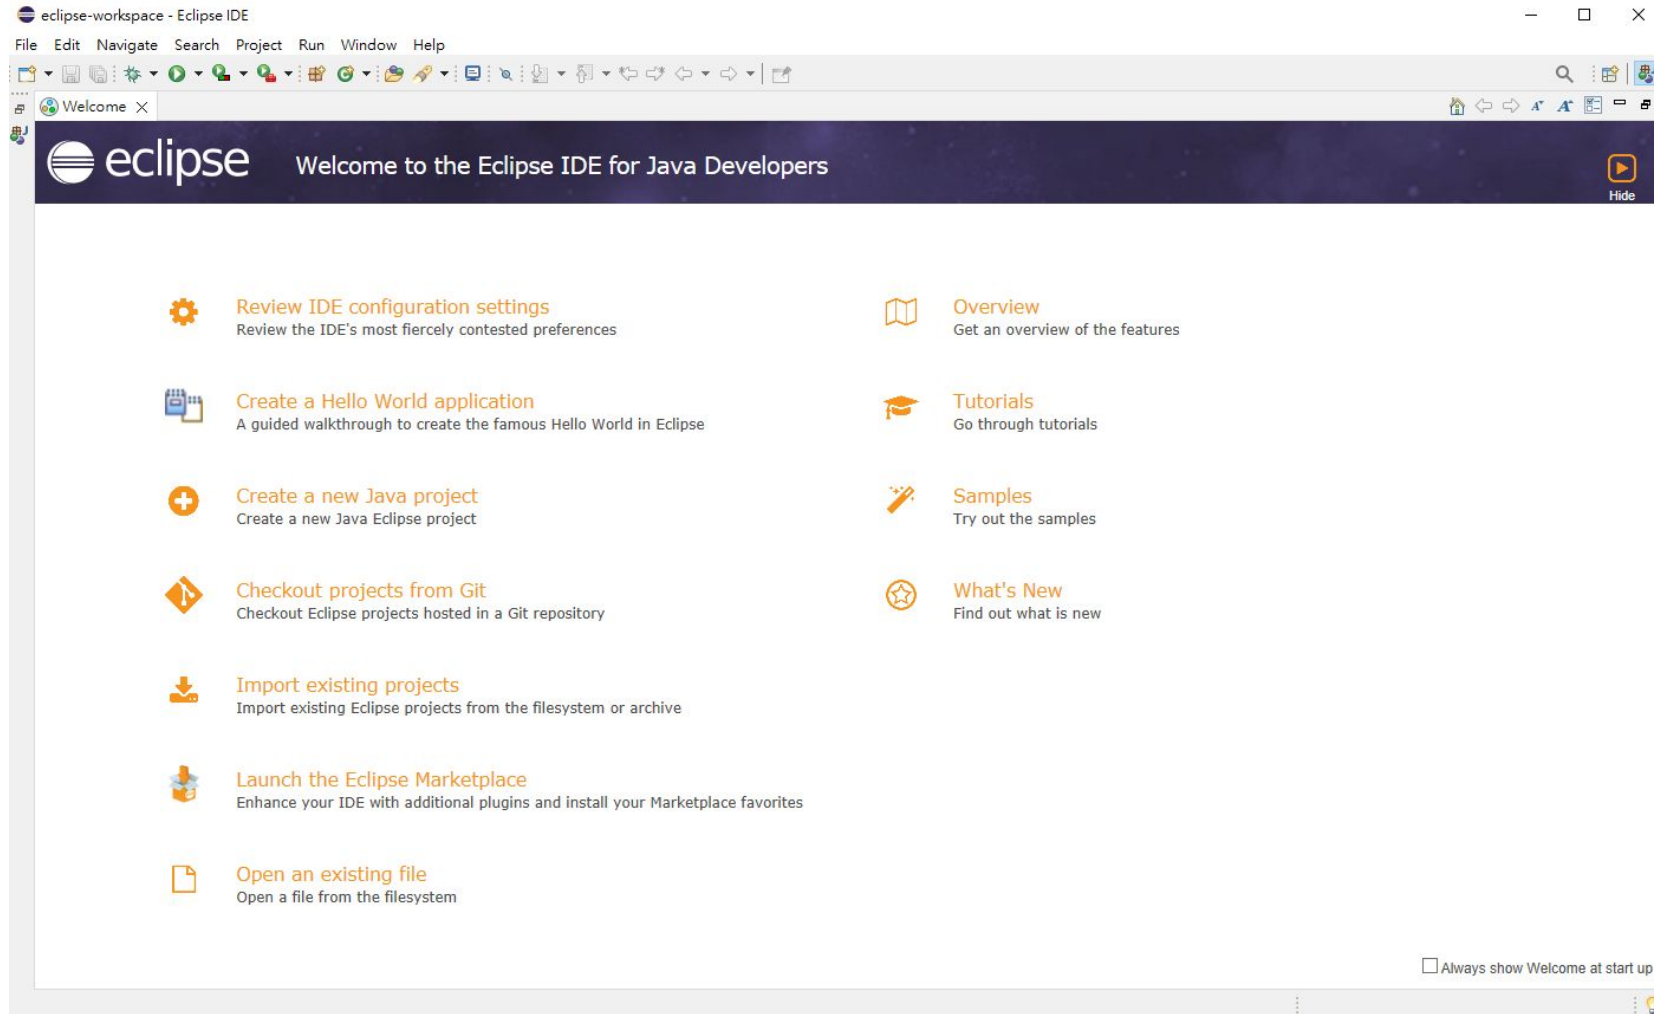 eclipse-workspace - Eclipse IDE
File Edit Navigate Search Project Run Window Help
Welcome
eclipse Welcome to the Eclipse IDE for Java Developers
Hide
Review IDE configuration settings
Review the IDE's most fiercely contested preferences
Create a Hello World application
A guided walkthrough to create the famous Hello World in Eclipse
Create a new Java project
Create a new Java Eclipse project
Checkout projects from Git
Checkout Eclipse projects hosted in a Git repository
Import existing projects
Import existing Eclipse projects from the filesystem or archive
Launch the Eclipse Marketplace
Enhance your IDE with additional plugins and install your Marketplace favorites
Open an existing file
Open a file from the filesystem
Overview
Get an overview of the features
Tutorials
Go through tutorials
Samples
Try out the samples
What's New
Find out what is new
Always show Welcome at start up